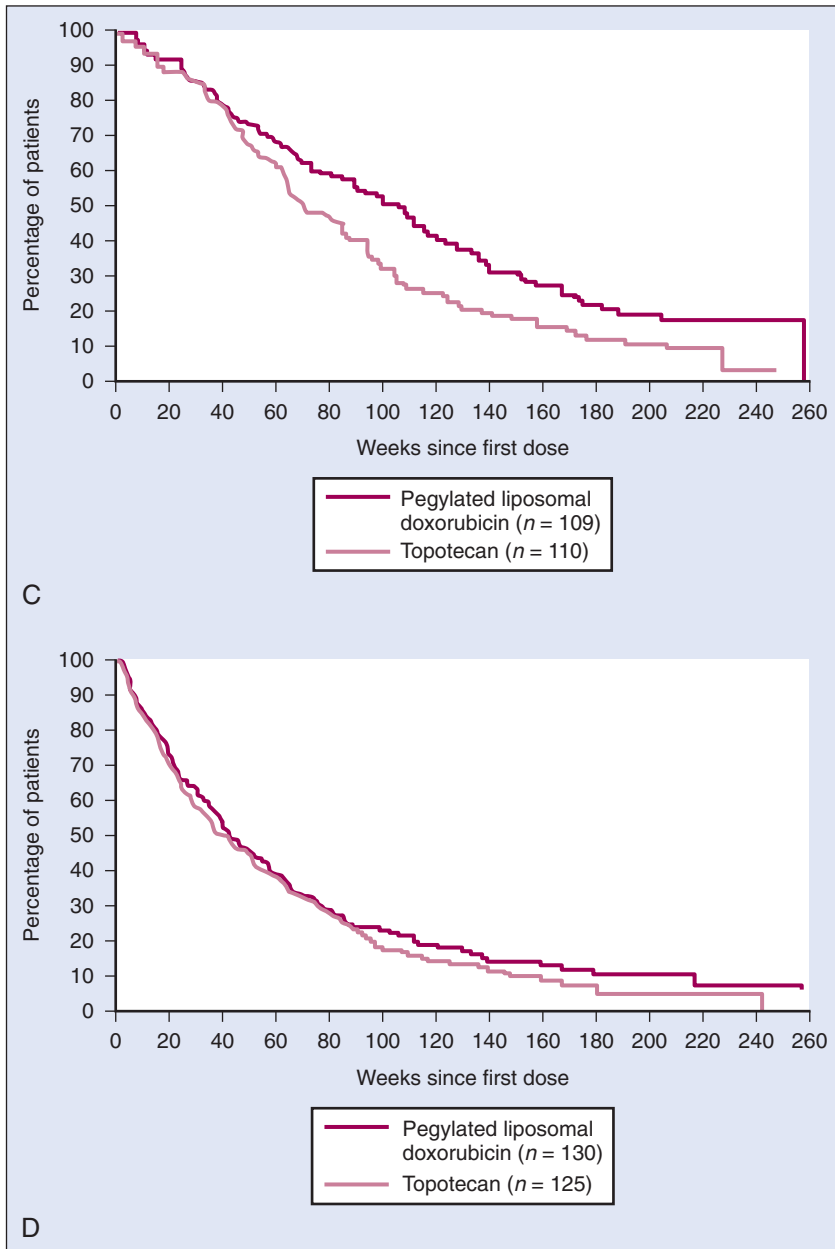 100
90
80
70
60
50
40
30
20
10
0
Percentage of patients
0 20 40 60 80 100 120 140 160 180 200 220 240 260
Weeks since first dose
Pegylated liposomal
doxorubicin (n = 109)
Topotecan (n = 110)
C
100
90
80
70
60
50
40
30
20
10
0
Percentage of patients
0 20 40 60 80 100 120 140 160 180 200 220 240 260
Weeks since first dose
Pegylated liposomal
doxorubicin (n = 130)
Topotecan (n = 125)
D